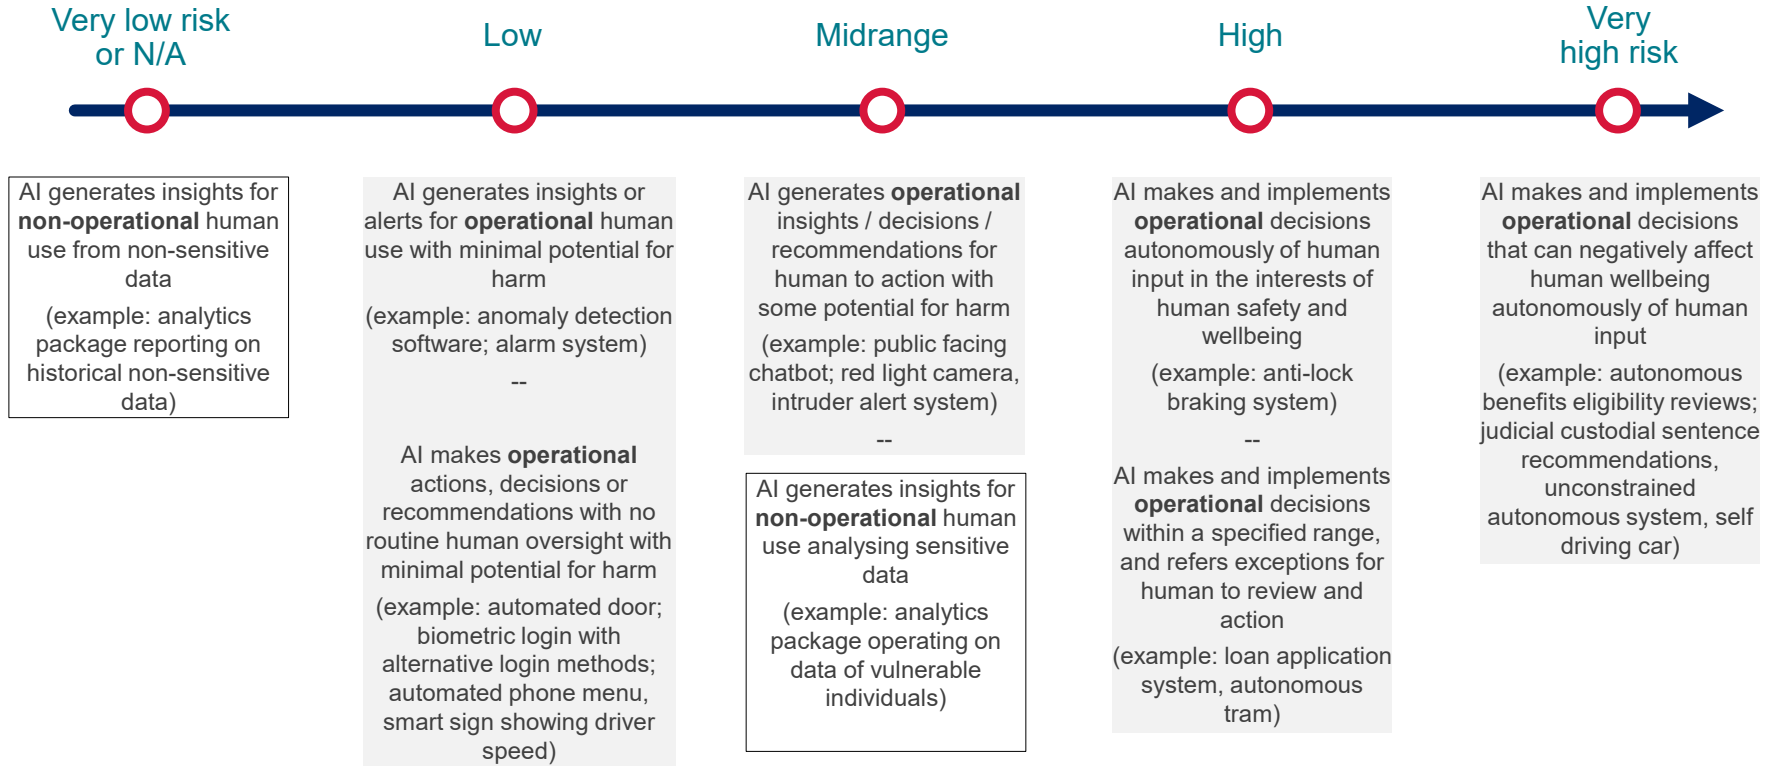 Very low risk
or N/A
Low
Midrange
High
Very
high risk
AI generates insights for
non-operational human
use from non-sensitive
data
(example: analytics
package reporting on
historical non-sensitive
data)
AI generates insights or
alerts for operational human
use with minimal potential for
harm
(example: anomaly detection
software; alarm system)
--
AI makes operational
actions, decisions or
recommendations with no
routine human oversight with
minimal potential for harm
(example: automated door;
biometric login with
alternative login methods;
automated phone menu,
smart sign showing driver
speed)
AI generates operational
insights / decisions /
recommendations for
human to action with
some potential for harm
(example: public facing
chatbot; red light camera,
intruder alert system)
--
AI generates insights for
non-operational human
use analysing sensitive
data
(example: analytics
package operating on
data of vulnerable
individuals)
AI makes and implements
operational decisions
autonomously of human
input in the interests of
human safety and
wellbeing
(example: anti-lock
braking system)
--
AI makes and implements
operational decisions
within a specified range,
and refers exceptions for
human to review and
action
(example: loan application
system, autonomous
tram)
AI makes and implements
operational decisions
that can negatively affect
human wellbeing
autonomously of human
input
(example: autonomous
benefits eligibility reviews;
judicial custodial sentence
recommendations,
unconstrained
autonomous system, self
driving car)